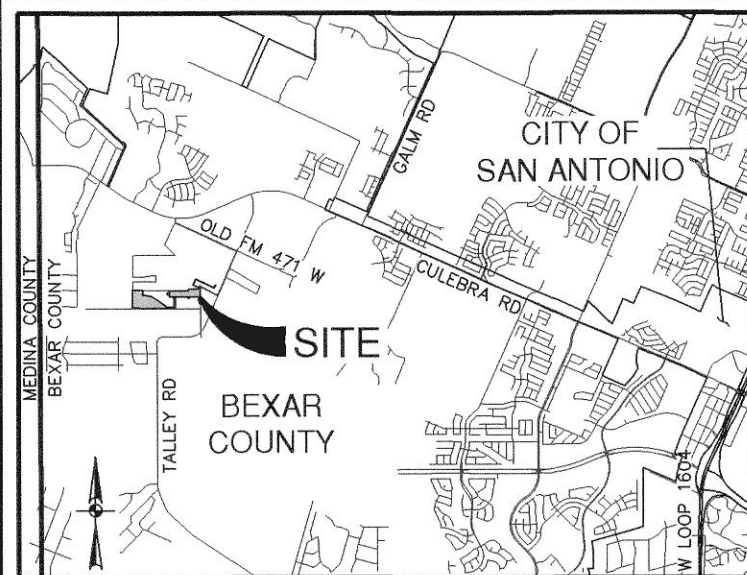 CITY OF
SAN ANTONIO
GALM RD
OLD FM 471 W
CULEBRA RD
MEDINA COUNTY
BEXAR COUNTY
SITE
TALLEY RD
BEXAR
COUNTY
W LOOP 1604